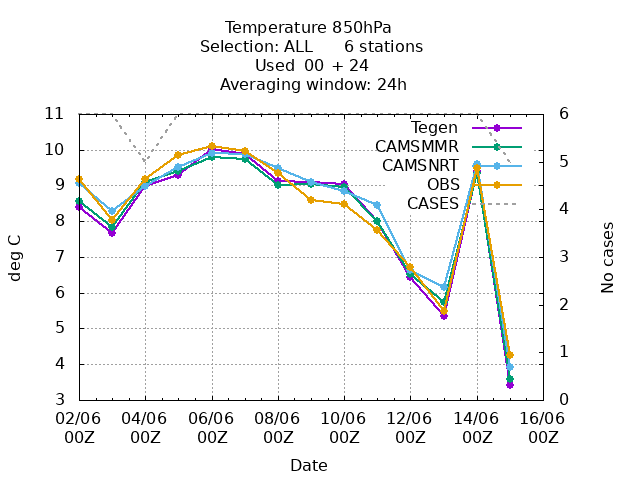 Temperature 850hPa
Selection: ALL 6 stations
Used 00 + 24
Averaging window: 24h
Tegen
CAMSMMR
CAMSNRT
OBS
CASES
deg C
11
10
9
8
7
6
5
4
3
No cases
6
5
4
3
2
1
0
02/06 04/06 06/06 08/06 10/06 12/06 14/06 16/06
00Z 00Z 00Z 00Z 00Z 00Z 00Z 00Z
Date